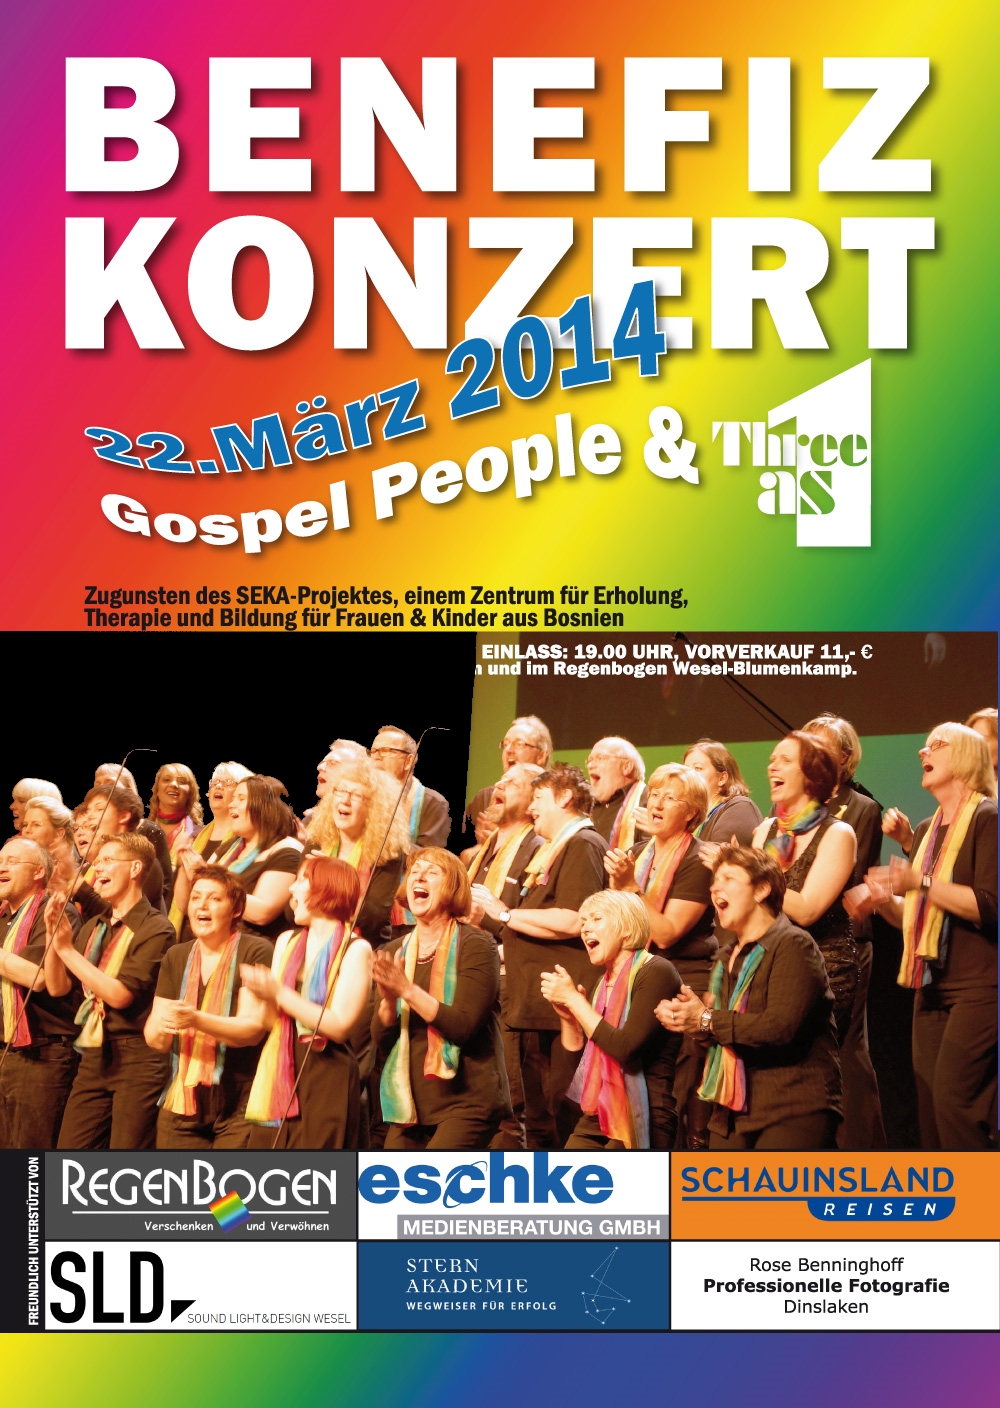 BENEFIZ
KONZERT
22.März 2014
Gospel People &
Three
as 1
Zugunsten des SEKA-Projektes, einem Zentrum für Erholung,
Therapie und Bildung für Frauen & Kinder aus Bosnien
EINLASS: 19.00 UHR, VORVERKAUF 11,- €
und im Regenbogen Wesel-Blumenkamp.
FREUNDLICH UNTERSTÜTZT VON
REGENBOGEN
Verschenken und Verwöhnen
eschke
MEDIENBERATUNG GMBH
SCHAUINSLAND
REISEN
SLD
SOUND LIGHT&DESIGN WESEL
STERN
AKADEMIE
WEGWEISER FÜR ERFOLG
Rose Benninghoff
Professionelle Fotografie
Dinslaken